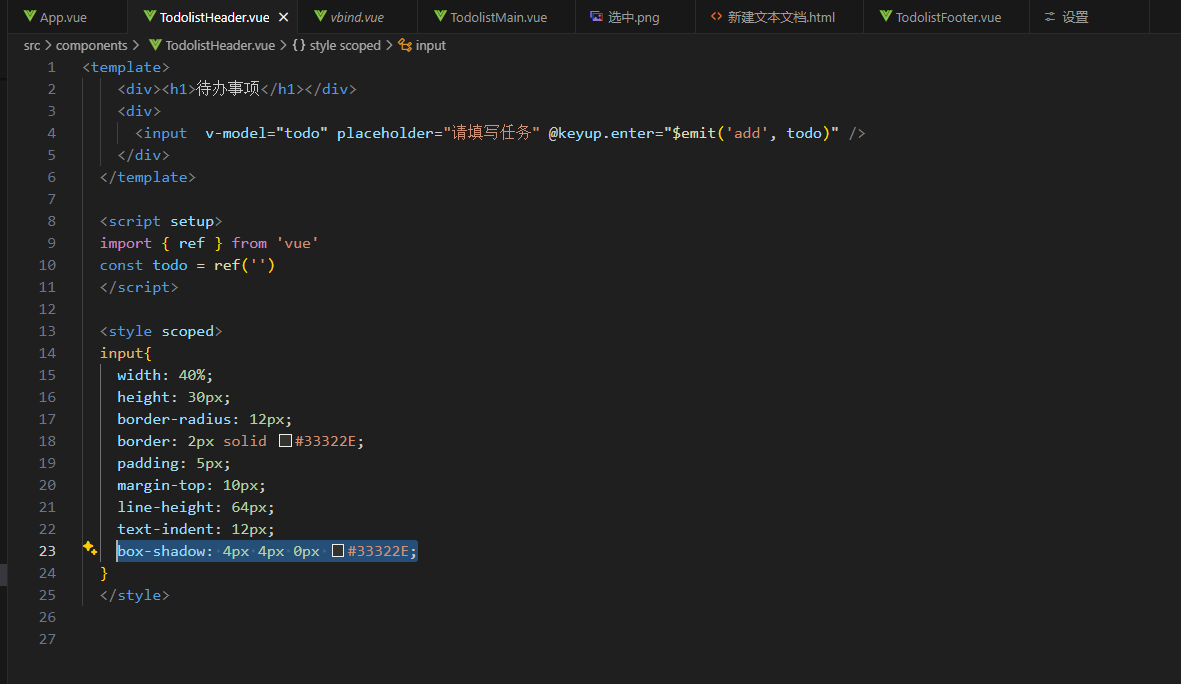 App.vue TodolistHeader.vue × vbind.vue TodolistMain.vue 选中.png 新建文本文档.html TodolistFooter.vue 设置
src > components > TodolistHeader.vue > {} style scoped > input
1 <template>
2 <div><h1>待办事项</h1></div>
3 <div>
4 <input  v-model="todo" placeholder="请填写任务" @keyup.enter="$emit('add', todo)" />
5 </div>
6 </template>
7
8 <script setup>
9 import { ref } from 'vue'
10 const todo = ref('')
11 </script>
12
13 <style scoped>
14 input{
15 width: 40%;
16 height: 30px;
17 border-radius: 12px;
18 border: 2px solid #33322E;
19 padding: 5px;
20 margin-top: 10px;
21 line-height: 64px;
22 text-indent: 12px;
23 box-shadow: 4px 4px 0px #33322E;
24 }
25 </style>
26
27